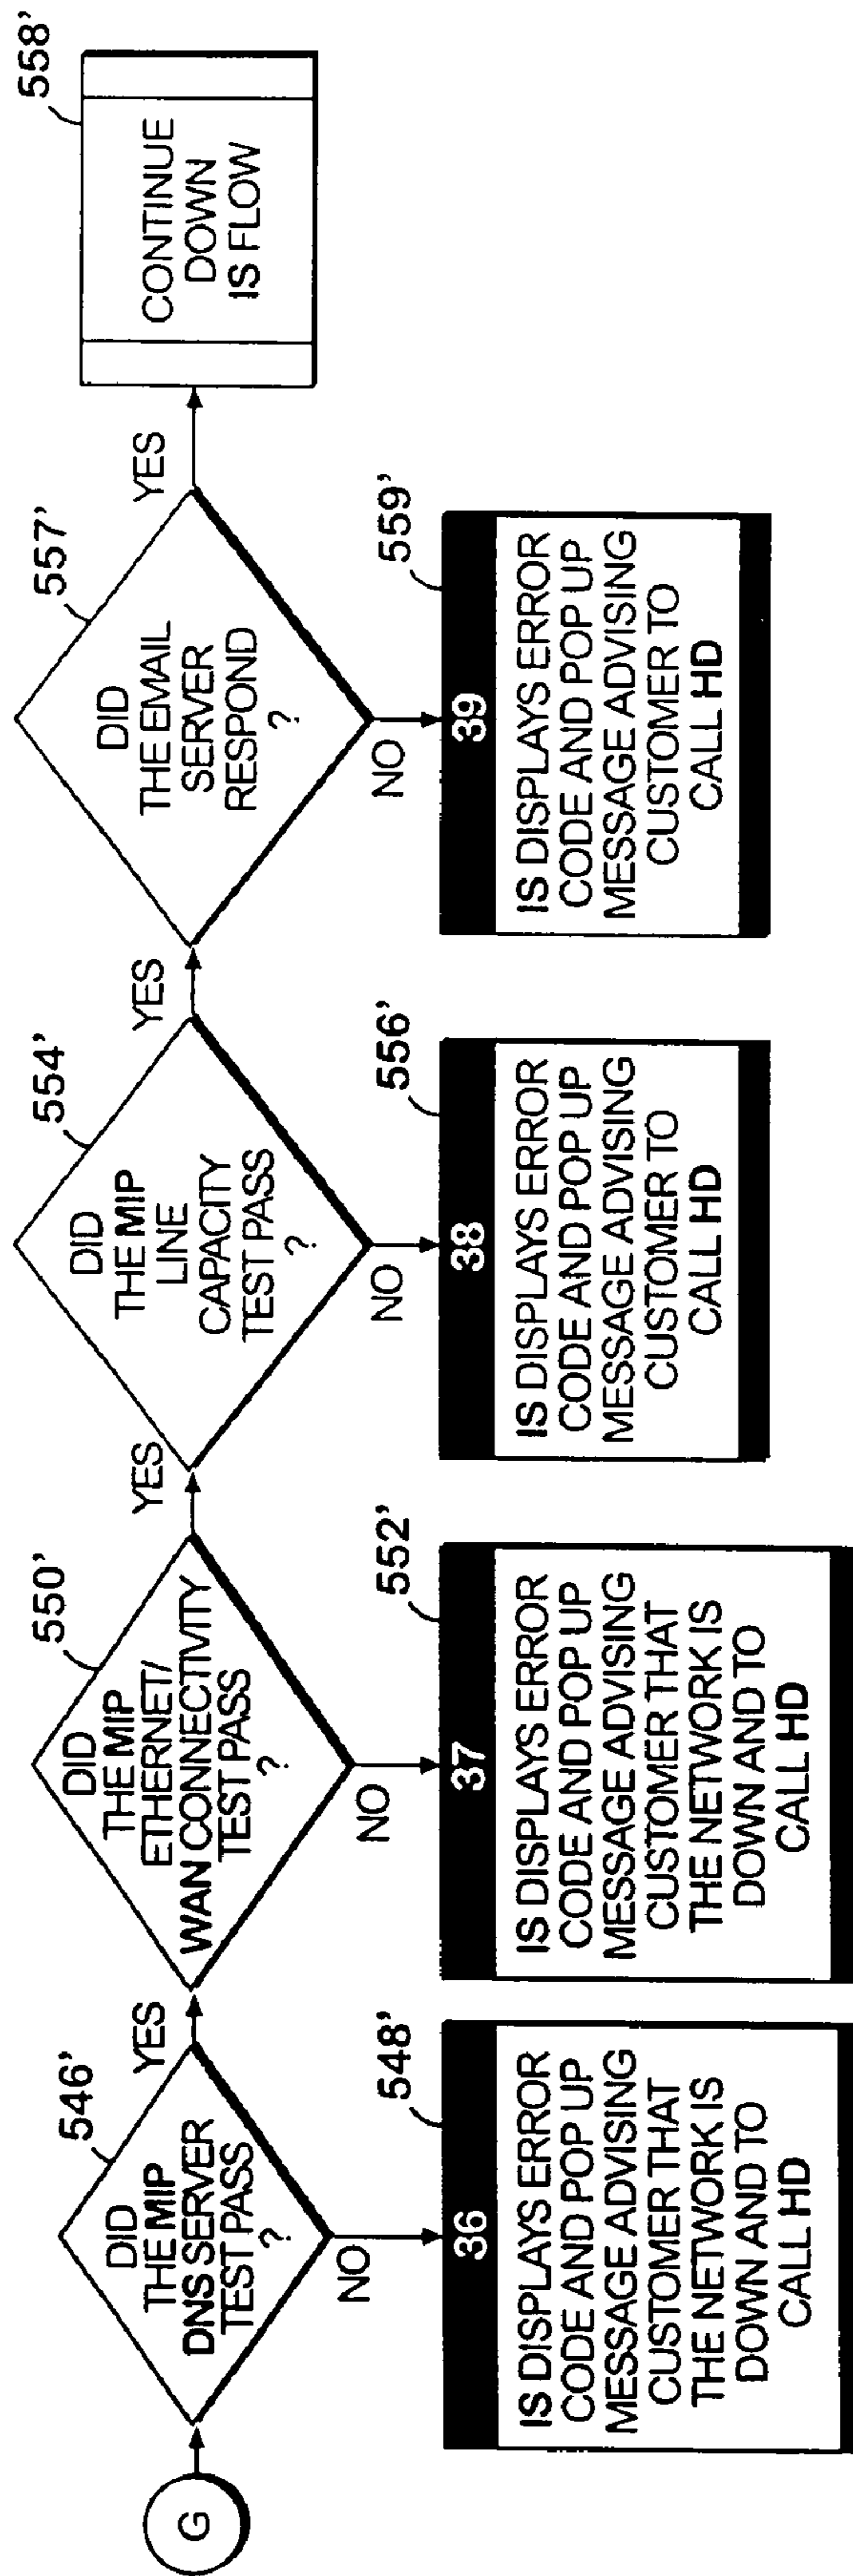 G
546'
DID
THE MIP
DNS SERVER
TEST PASS
?
YES
NO
548'
36
IS DISPLAYS ERROR
CODE AND POP UP
MESSAGE ADVISING
CUSTOMER THAT
THE NETWORK IS
DOWN AND TO
CALL HD
550'
DID
THE MIP
ETHERNET/
WAN CONNECTIVITY
TEST PASS
?
YES
NO
552'
37
IS DISPLAYS ERROR
CODE AND POP UP
MESSAGE ADVISING
CUSTOMER THAT
THE NETWORK IS
DOWN AND TO
CALL HD
554'
DID
THE MIP
LINE
CAPACITY
TEST PASS
?
YES
NO
556'
38
IS DISPLAYS ERROR
CODE AND POP UP
MESSAGE ADVISING
CUSTOMER TO
CALL HD
557'
DID
THE EMAIL
SERVER
RESPOND
?
YES
NO
559'
39
IS DISPLAYS ERROR
CODE AND POP UP
MESSAGE ADVISING
CUSTOMER TO
CALL HD
558'
CONTINUE
DOWN
IS FLOW